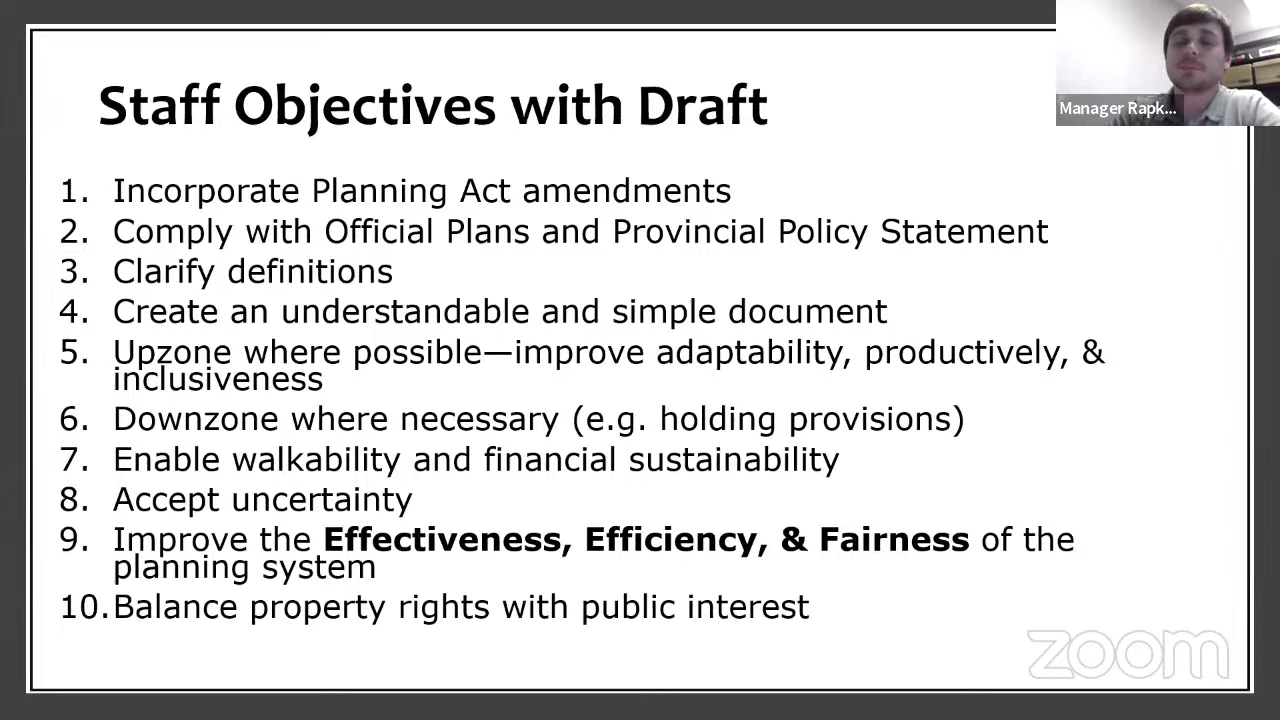 Staff Objectives with Draft
Manager Rapk...
1. Incorporate Planning Act amendments
2. Comply with Official Plans and Provincial Policy Statement
3. Clarify definitions
4. Create an understandable and simple document
5. Upzone where possible—improve adaptability, productively, &
inclusiveness
6. Downzone where necessary (e.g. holding provisions)
7. Enable walkability and financial sustainability
8. Accept uncertainty
9. Improve the Effectiveness, Efficiency, & Fairness of the
planning system
10. Balance property rights with public interest
zoom